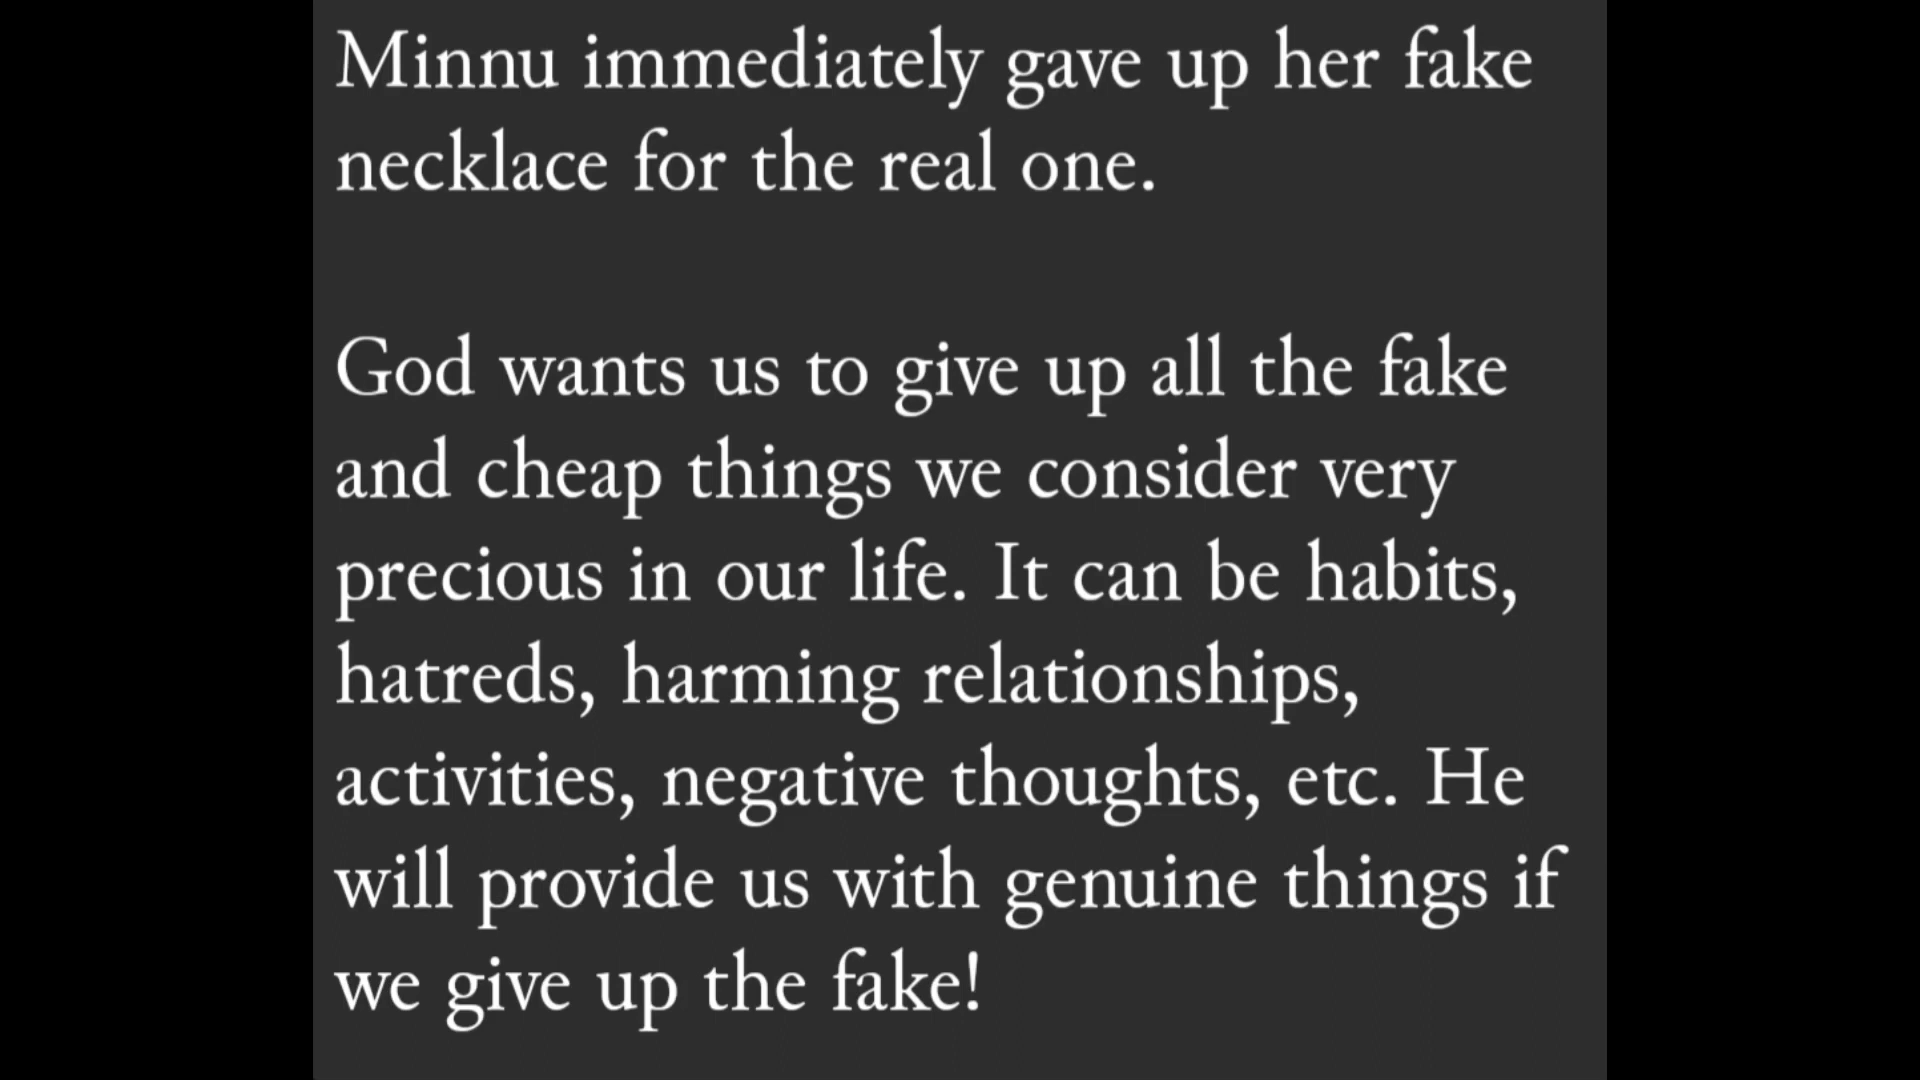 Minnu immediately gave up her fake
necklace for the real one.
God wants us to give up all the fake
and cheap things we consider very
precious in our life. It can be habits,
hatreds, harming relationships,
activities, negative thoughts, etc. He
will provide us with genuine things if
we give up the fake!